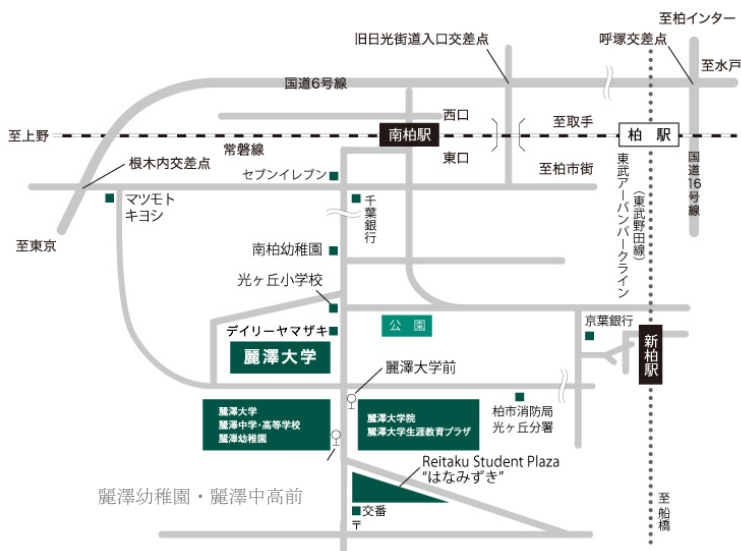 至柏インター
旧日光街道入口交差点
呼塚交差点
至水戸
国道6号線
西口
至上野
南柏駅
至取手
柏 駅
常磐線
東口
根木内交差点
セブンイレブン
至柏市街
国道16号線
マツモト
キヨシ
千葉銀行
東武アーバンパークライン
(東武野田線)
至東京
南柏幼稚園
光ヶ丘小学校
デイリーヤマザキ
公園
京葉銀行
麗澤大学
新柏駅
麗澤大学前
麗澤大学
麗澤中学・高等学校
麗澤幼稚園
麗澤大学院
麗澤大学生涯教育プラザ
柏市消防局
光ヶ丘分署
Reitaku Student Plaza
“はなみずき”
麗澤幼稚園・麗澤中高前
交番
〒
至船橋